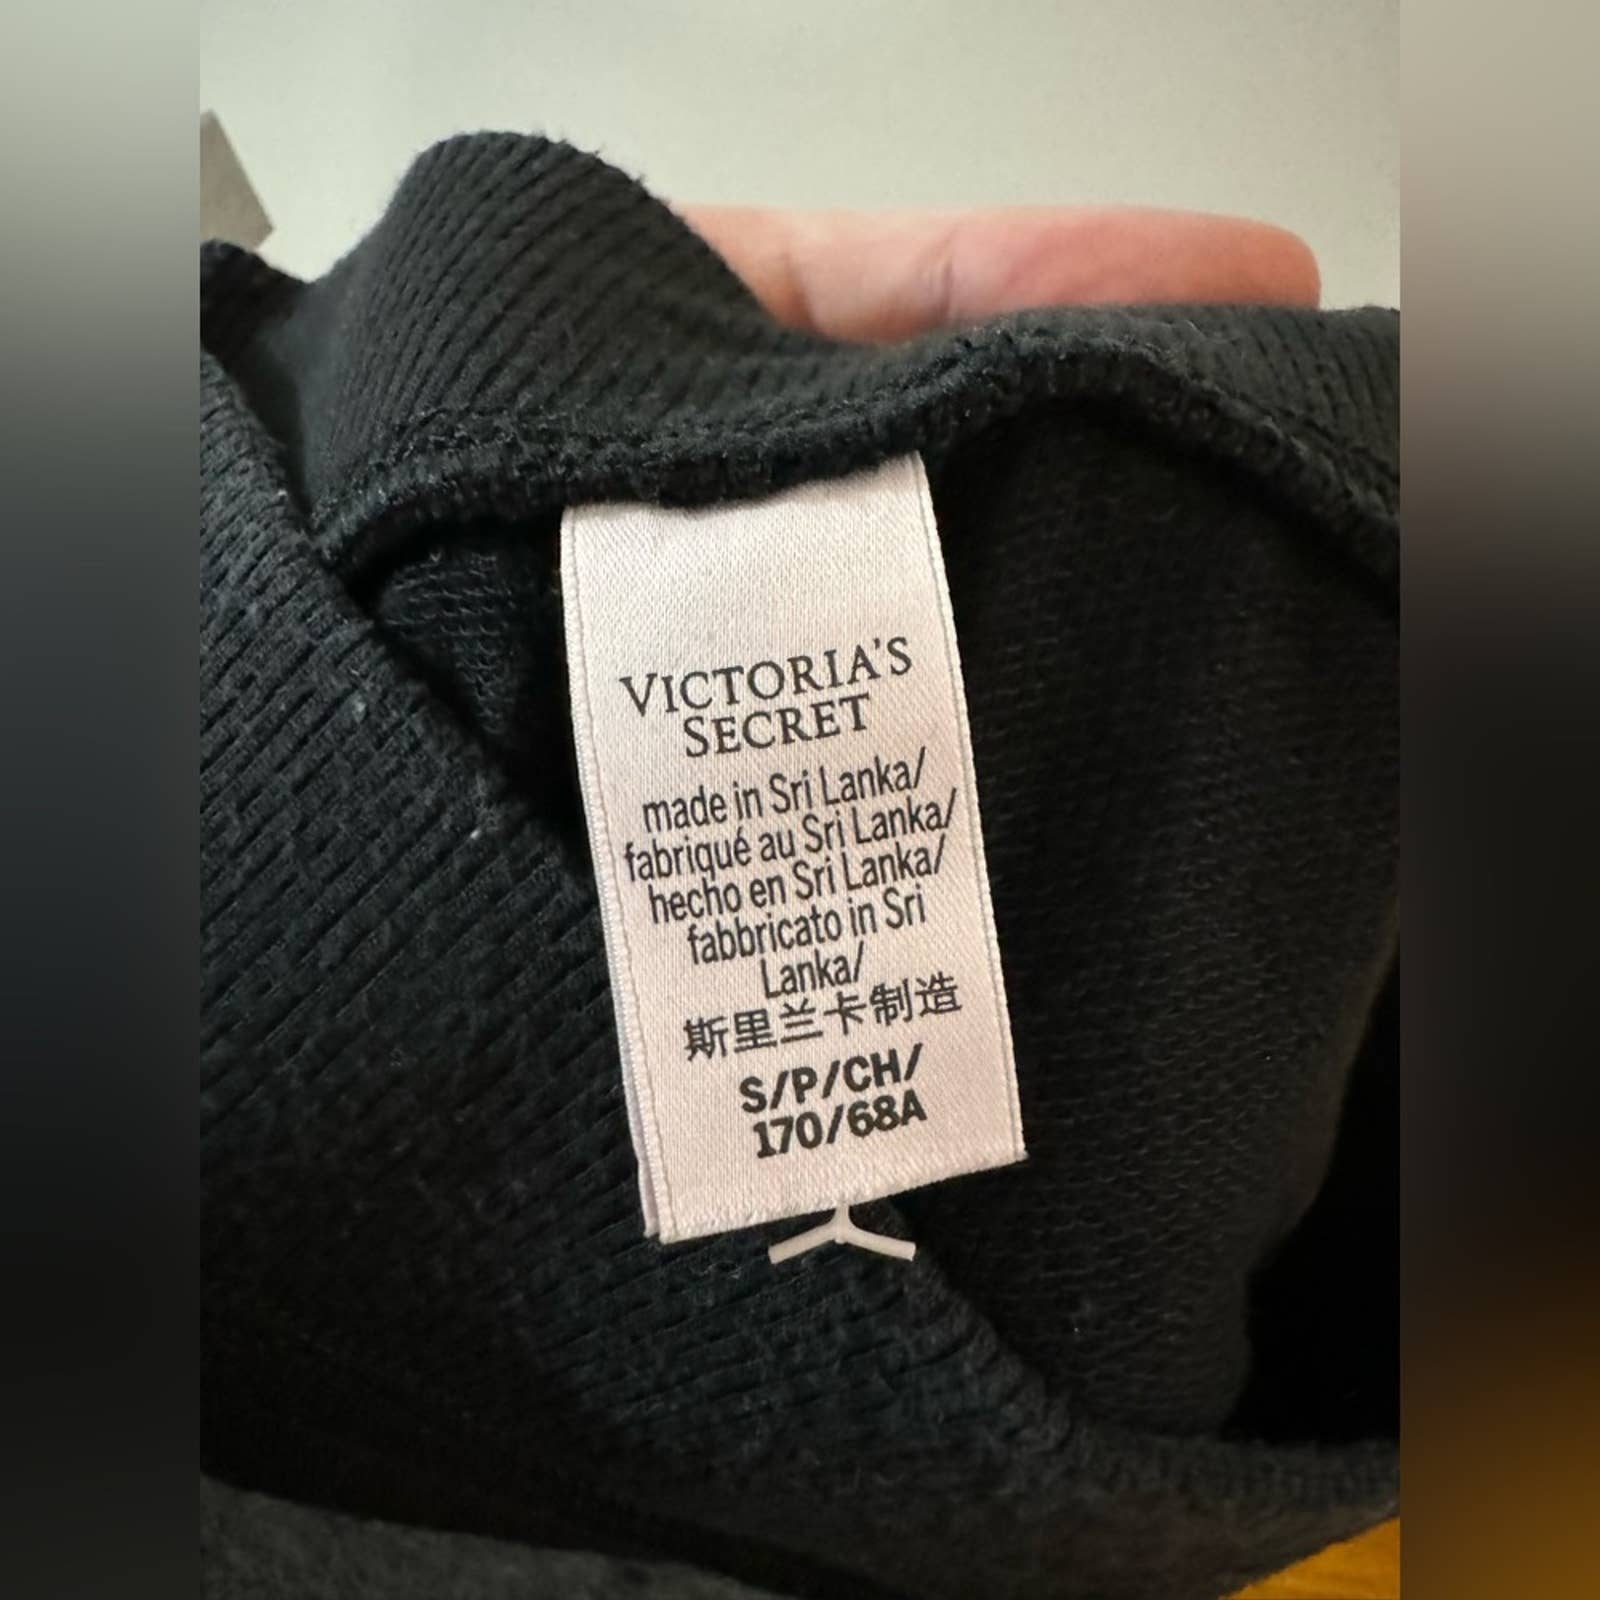 VICTORIA'S
SECRET
made in Sri Lanka/
fabriqué au Sri Lanka/
hecho en Sri Lanka/
fabbricato in Sri
Lanka/
斯里兰卡制造
S/P/CH/
170/68A